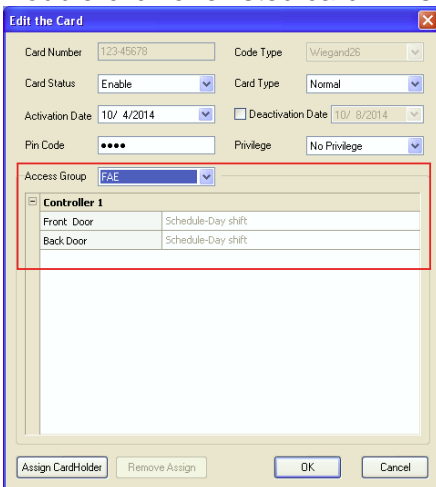 Edit the Card
Card Number 123-45678 Code Type Wiegand26
Card Status Enable Card Type Normal
Activation Date 10/ 4/2014 Deactivation Date 10/ 8/2014
Pin Code •••• Privilege No Privilege
Access Group FAE
Controller 1
Front Door Schedule-Day shift
Back Door Schedule-Day shift
Assign CardHolder Remove Assign OK Cancel